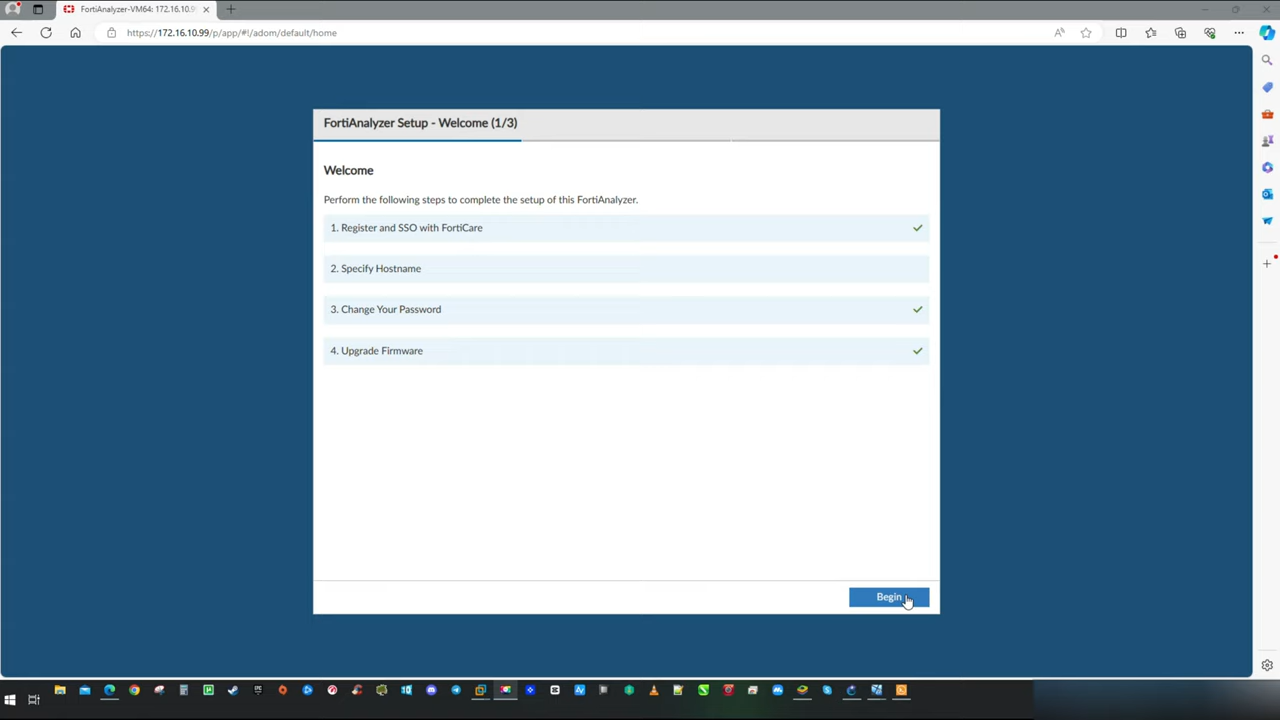 FortiAnalyzer-VM64: 172.16.10.9
https://172.16.10.99/p/app/#!/adom/default/home
FortiAnalyzer Setup - Welcome (1/3)
Welcome
Perform the following steps to complete the setup of this FortiAnalyzer.
1. Register and SSO with FortiCare
2. Specify Hostname
3. Change Your Password
4. Upgrade Firmware
Begin